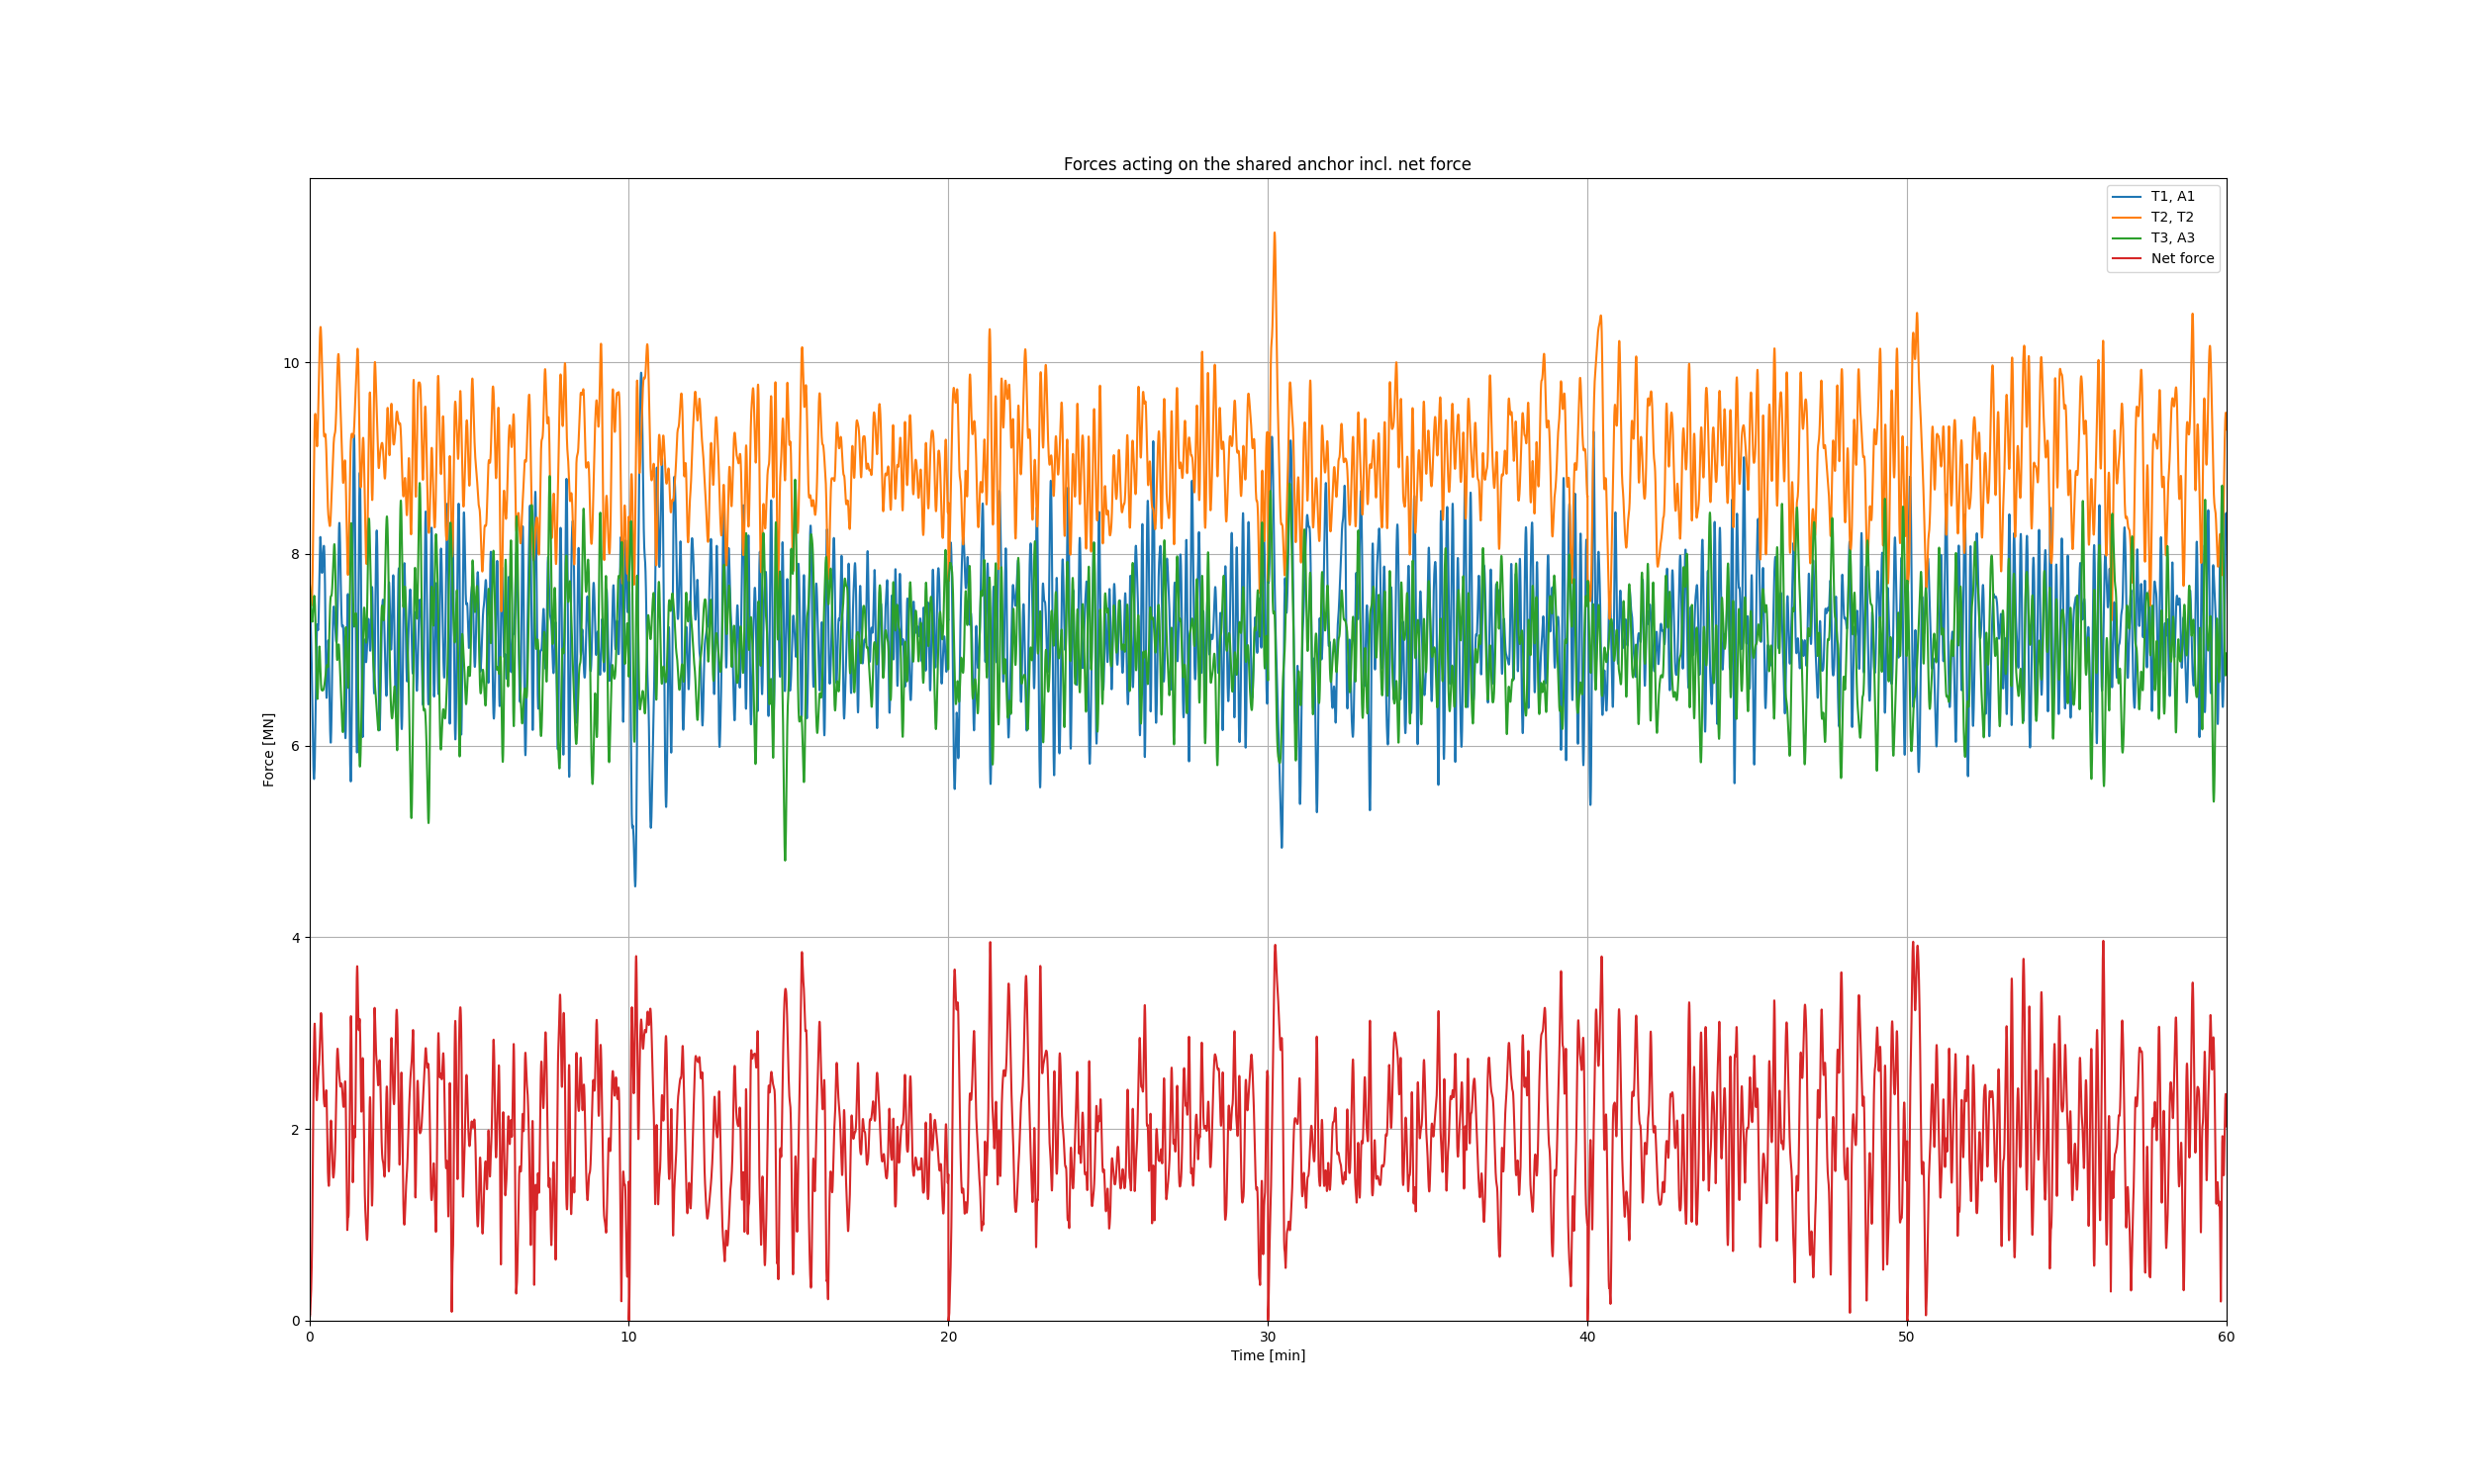 Forces acting on the shared anchor incl. net force
T1, A1
T2, T2
T3, A3
Net force
Force [MN]
10
8
6
4
2
0
0 10 20 30 40 50 60
Time [min]